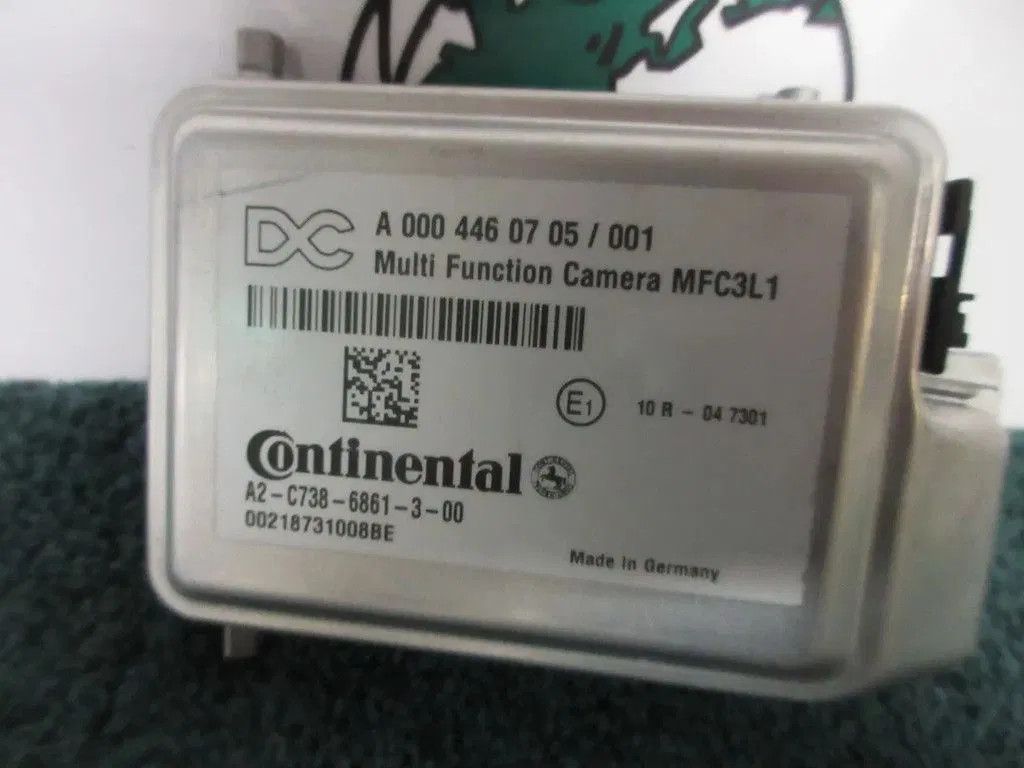 DC
A 000 446 07 05 / 001
Multi Function Camera MFC3L1
E1
10 R - 04 7301
Continental
A2-C738-6861-3-00
00218731008BE
Made in Germany